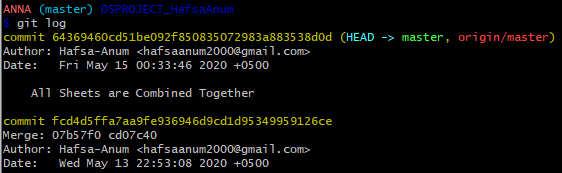 ANNA (master) DSPROJECT_HafsaAnum
$ git log
commit 64369460cd51be092f850835072983a883538d0d (HEAD -> master, origin/master)
Author: Hafsa-Anum <hafsaanum2000@gmail.com>
Date:   Fri May 15 00:33:46 2020 +0500
All Sheets are Combined Together
commit fcd4d5ffa7aa9fe936946d9cd1d95349959126ce
Merge: 07b57f0 cd07c40
Author: Hafsa-Anum <hafsaanum2000@gmail.com>
Date:   Wed May 13 22:53:08 2020 +0500